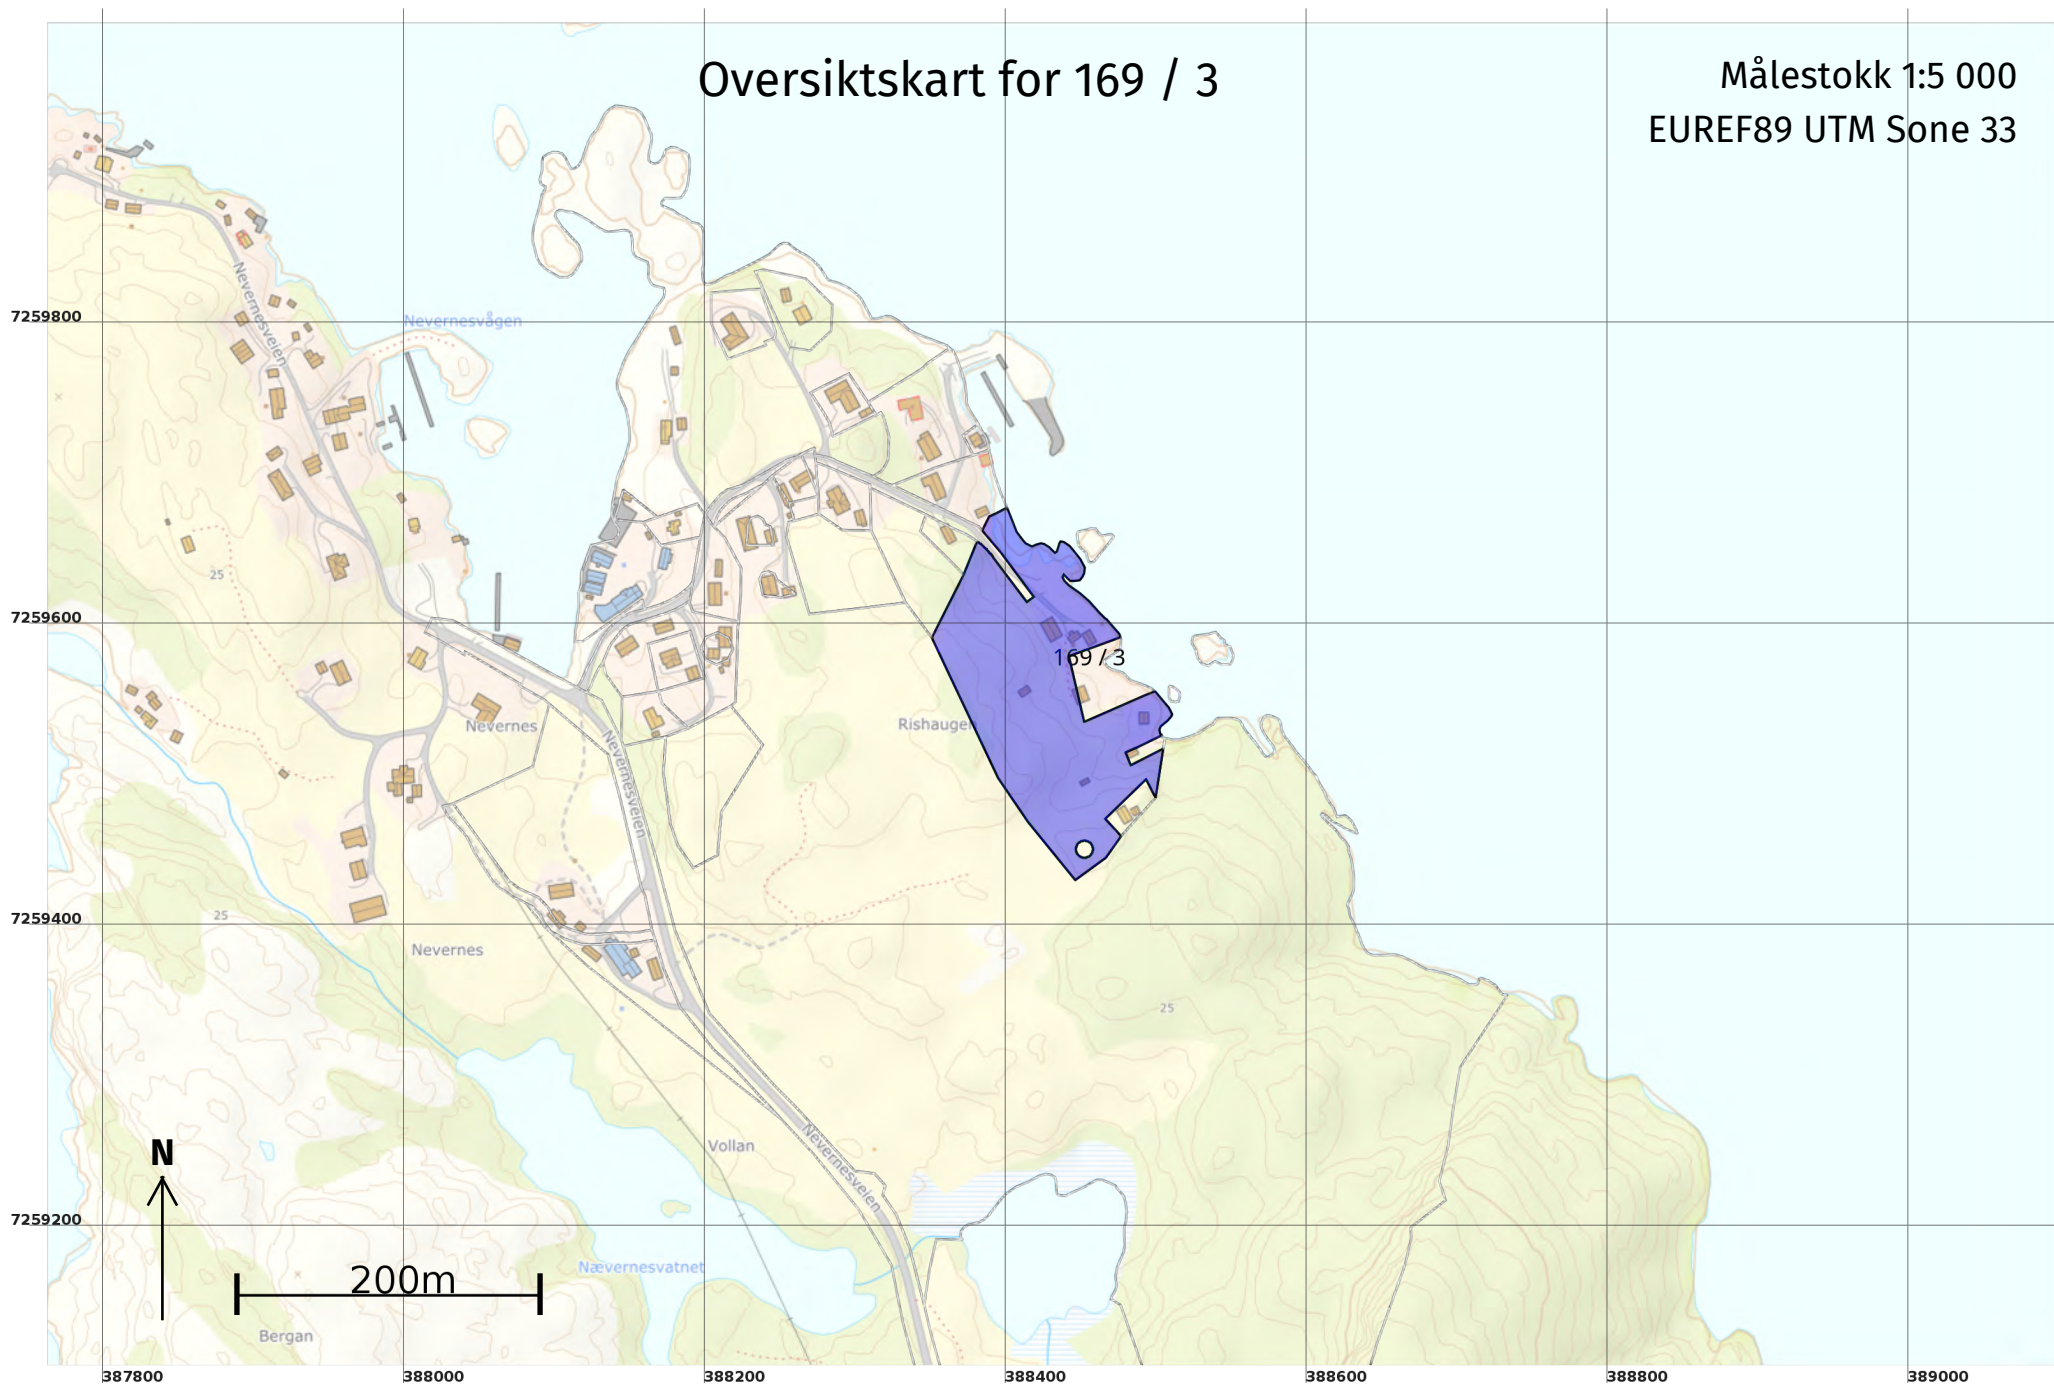 Oversiktskart for 169 / 3
Målestokk 1:5 000
EUREF89 UTM Sone 33
Nevernesveien
7259800
Nevernesvågen
25
7259600
169 / 3
Nevernes
Rishaugen
Nevernesveien
25
7259400
Nevernes
25
N
Vollan
Nevernesveien
7259200
Nævernesvatnet
200m
Bergan
387800
388000
388200
388400
388600
388800
389000